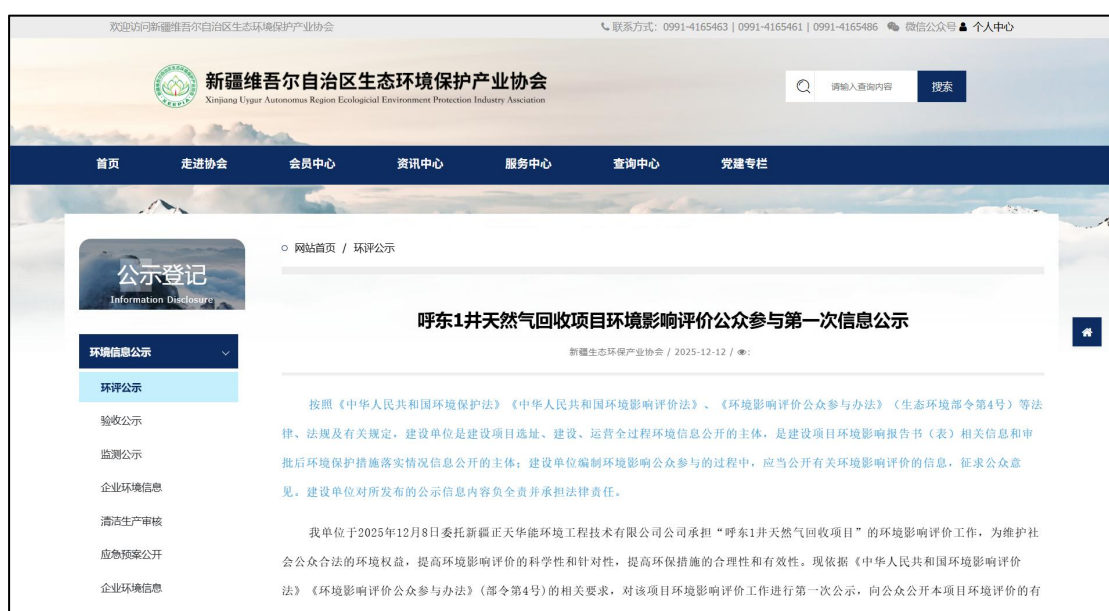 欢迎访问新疆维吾尔自治区生态环境保护产业协会
联系方式: 0991-4165463 | 0991-4165461 | 0991-4165486 微信公众号 个人中心
新疆维吾尔自治区生态环境保护产业协会
Xinjiang Uygur Autonomus Region Ecologicial Environment Protection Industry Assciation
XEEPIA
请输入查询内容 搜索
首页 走进协会 会员中心 资讯中心 服务中心 查询中心 党建专栏
公示登记
Information Disclosure
环境信息公示
环评公示
验收公示
监测公示
企业环境信息
清洁生产审核
应急预案公开
企业环境信息
网站首页 / 环评公示
呼东1井天然气回收项目环境影响评价公众参与第一次信息公示
新疆生态环保产业协会 / 2025-12-12 / :
按照《中华人民共和国环境保护法》《中华人民共和国环境影响评价法》、《环境影响评价公众参与办法》（生态环境部令第4号）等法
律、法规及有关规定，建设单位是建设项目选址、建设、运营全过程环境信息公开的主体，是建设项目环境影响报告书（表）相关信息和审
批后环境保护措施落实情况信息公开的主体；建设单位编制环境影响公众参与的过程中，应当公开有关环境影响评价的信息，征求公众意
见。建设单位对所发布的公示信息内容负全责并承担法律责任。
我单位于2025年12月8日委托新疆正天华能环境工程技术有限公司公司承担“呼东1井天然气回收项目”的环境影响评价工作，为维护社
会公众合法的环境权益，提高环境影响评价的科学性和针对性，提高环保措施的合理性和有效性。现依据《中华人民共和国环境影响评价
法》《环境影响评价公众参与办法》(部令第4号)的相关要求，对该项目环境影响评价工作进行第一次公示，向公众公开本项目环境评价的有